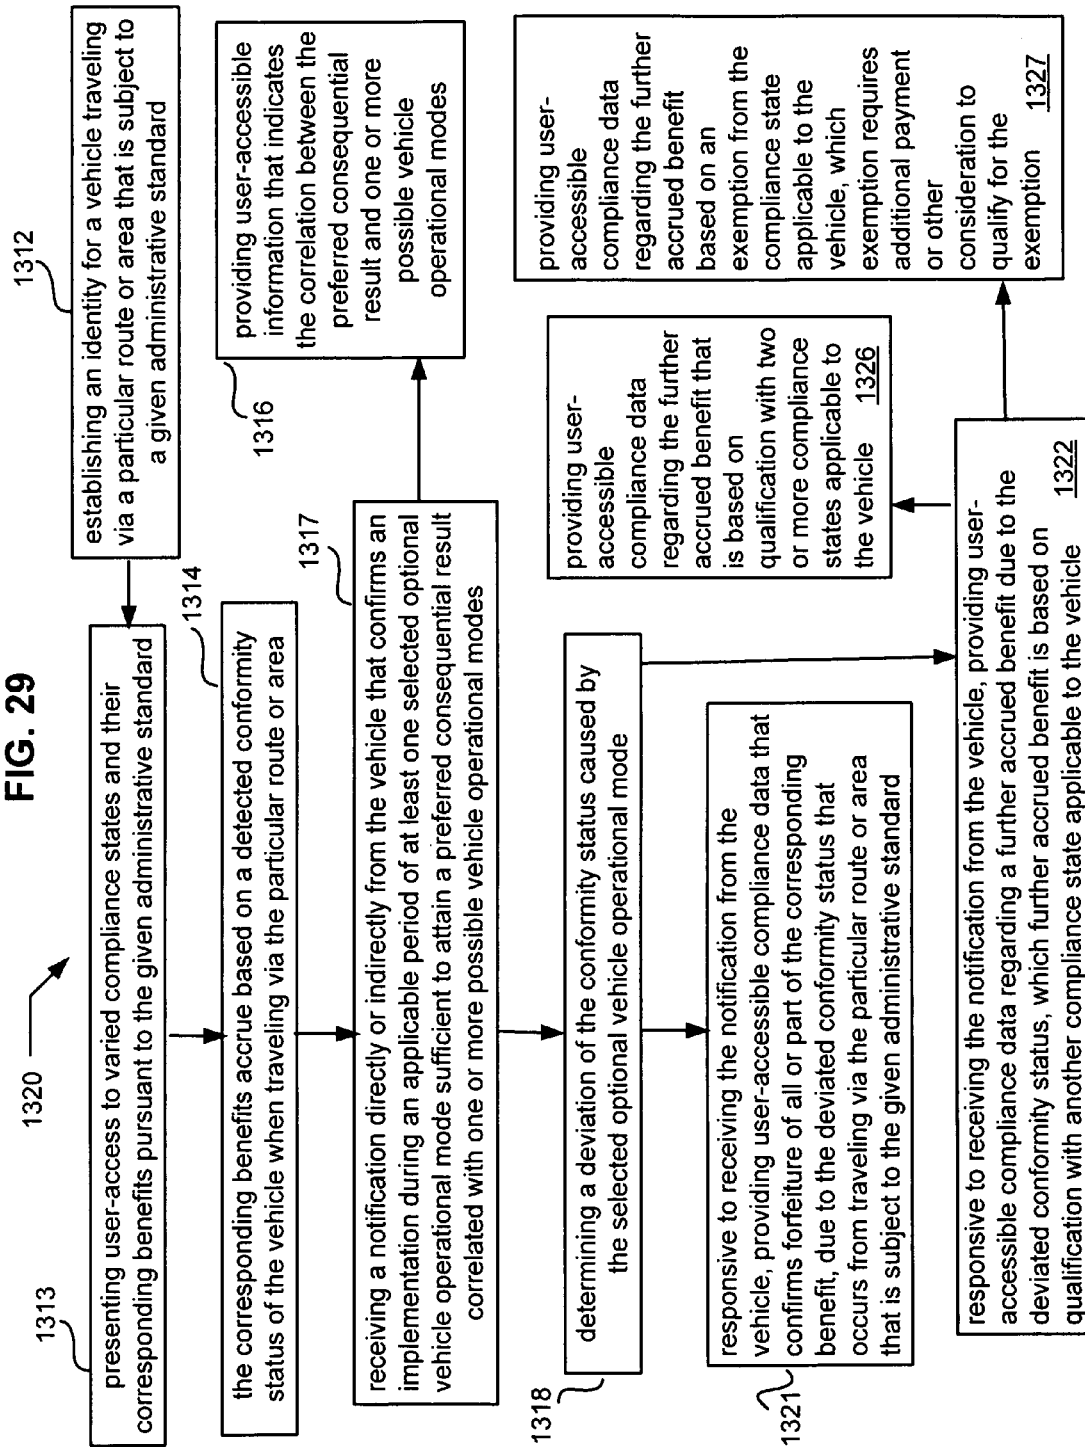 FIG. 29
1320
1312
establishing an identity for a vehicle traveling
via a particular route or area that is subject to
a given administrative standard
1313
presenting user-access to varied compliance states and their
corresponding benefits pursuant to the given administrative standard
1314
the corresponding benefits accrue based on a detected conformity
status of the vehicle when traveling via the particular route or area
1316
providing user-accessible
information that indicates
the correlation between the
preferred consequential
result and one or more
possible vehicle
operational modes
1317
receiving a notification directly or indirectly from the vehicle that confirms an
implementation during an applicable period of at least one selected optional
vehicle operational mode sufficient to attain a preferred consequential result
correlated with one or more possible vehicle operational modes
1318
determining a deviation of the conformity status caused by
the selected optional vehicle operational mode
1321
responsive to receiving the notification from the
vehicle, providing user-accessible compliance data that
confirms forfeiture of all or part of the corresponding
benefit, due to the deviated conformity status that
occurs from traveling via the particular route or area
that is subject to the given administrative standard
providing user-
accessible
compliance data
regarding the further
accrued benefit that
is based on
qualification with two
or more compliance
states applicable to
the vehicle 1326
providing user-
accessible
compliance data
regarding the further
accrued benefit
based on an
exemption from the
compliance state
applicable to the
vehicle, which
exemption requires
additional payment
or other
consideration to
qualify for the
exemption 1327
responsive to receiving the notification from the vehicle, providing user-
accessible compliance data regarding a further accrued benefit due to the
deviated conformity status, which further accrued benefit is based on
qualification with another compliance state applicable to the vehicle 1322